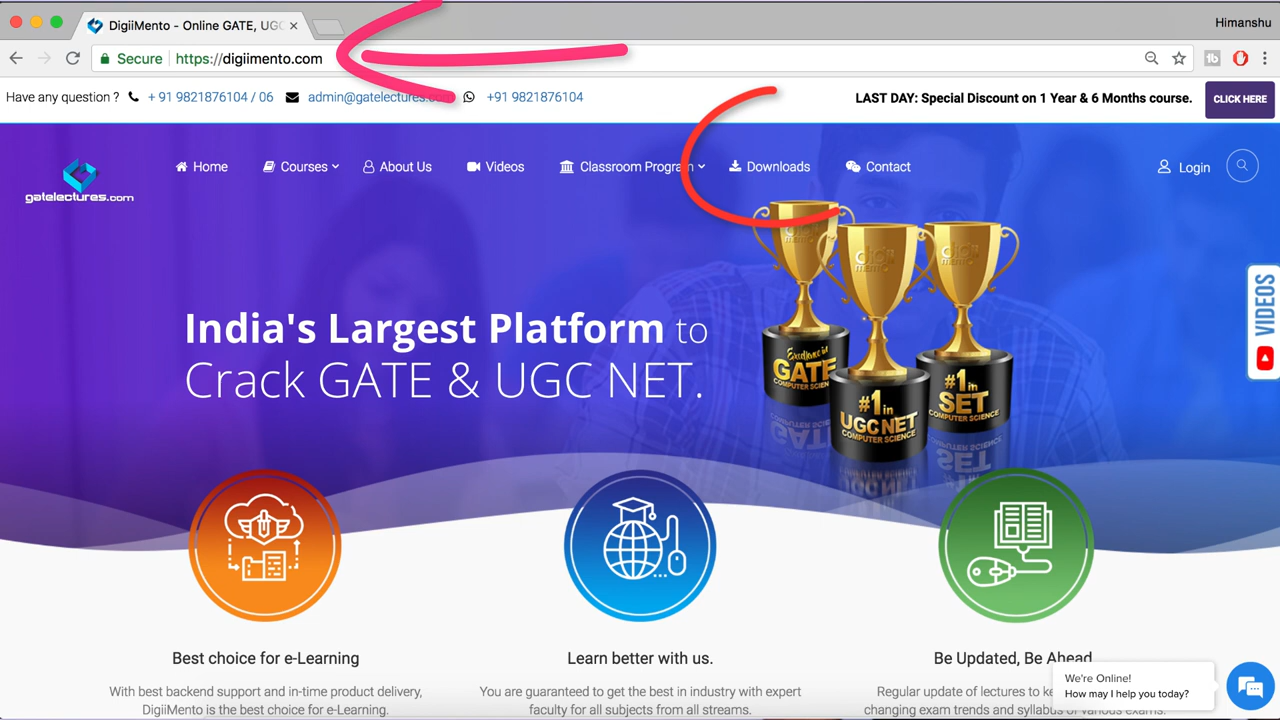 DigiiMento - Online GATE, UGC
Himanshu
Secure https://digiimento.com
Have any question ? + 91 9821876104 / 06 admin@gatelectures. +91 9821876104
LAST DAY: Special Discount on 1 Year & 6 Months course. CLICK HERE
gatelectures.com
Home Courses About Us Videos Classroom Program Downloads Contact Login
India's Largest Platform to
Crack GATE & UGC NET.
Excellence in
GATE
COMPUTER SCIEN
#1 in
UGC NET
COMPUTER SCIENCE
#1 in
SET
COMPUTER SCIENCE
VIDEOS
Best choice for e-Learning
With best backend support and in-time product delivery,
DigiiMento is the best choice for e-Learning.
Learn better with us.
You are guaranteed to get the best in industry with expert
faculty for all subjects from all streams.
Be Updated, Be Ahead
Regular update of lectures to
changing exam trends and syllabus of various exams.
We're Online!
How may I help you today?